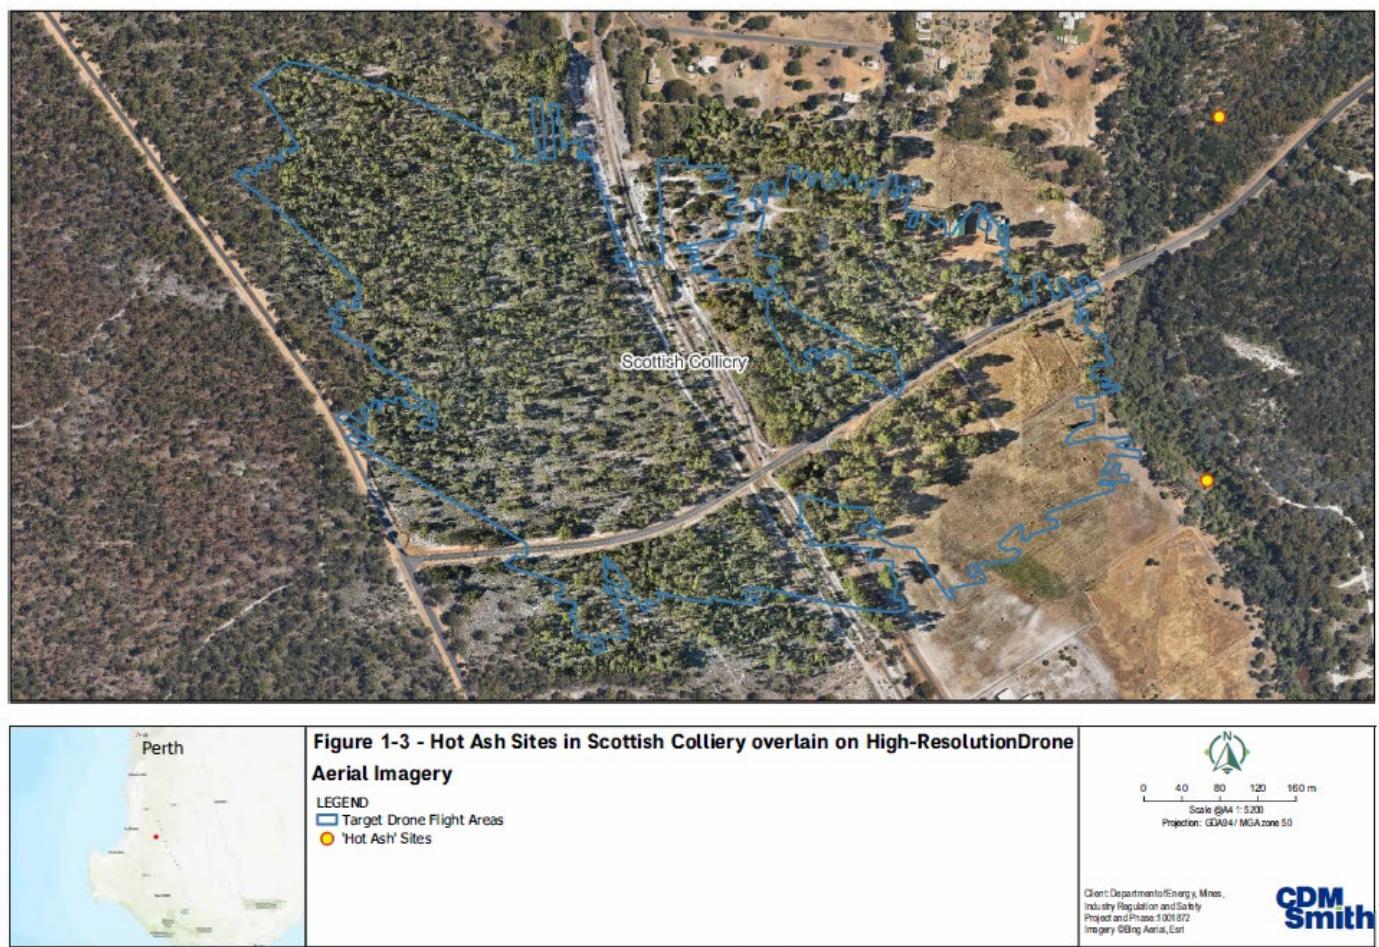 Scottish Colliery
Perth
Figure 1-3 - Hot Ash Sites in Scottish Colliery overlain on High-ResolutionDrone
Aerial Imagery
LEGEND
Target Drone Flight Areas
'Hot Ash' Sites
N
0 40 80 120 160 m
Scale @A4 1:5200
Projection: GDA94 / MGA zone 50
Client: Department of Energy, Mines,
Industry Regulation and Safety
Project and Phase: 1001872
Imagery ©Bing Aerial, Esri
CDM
Smith